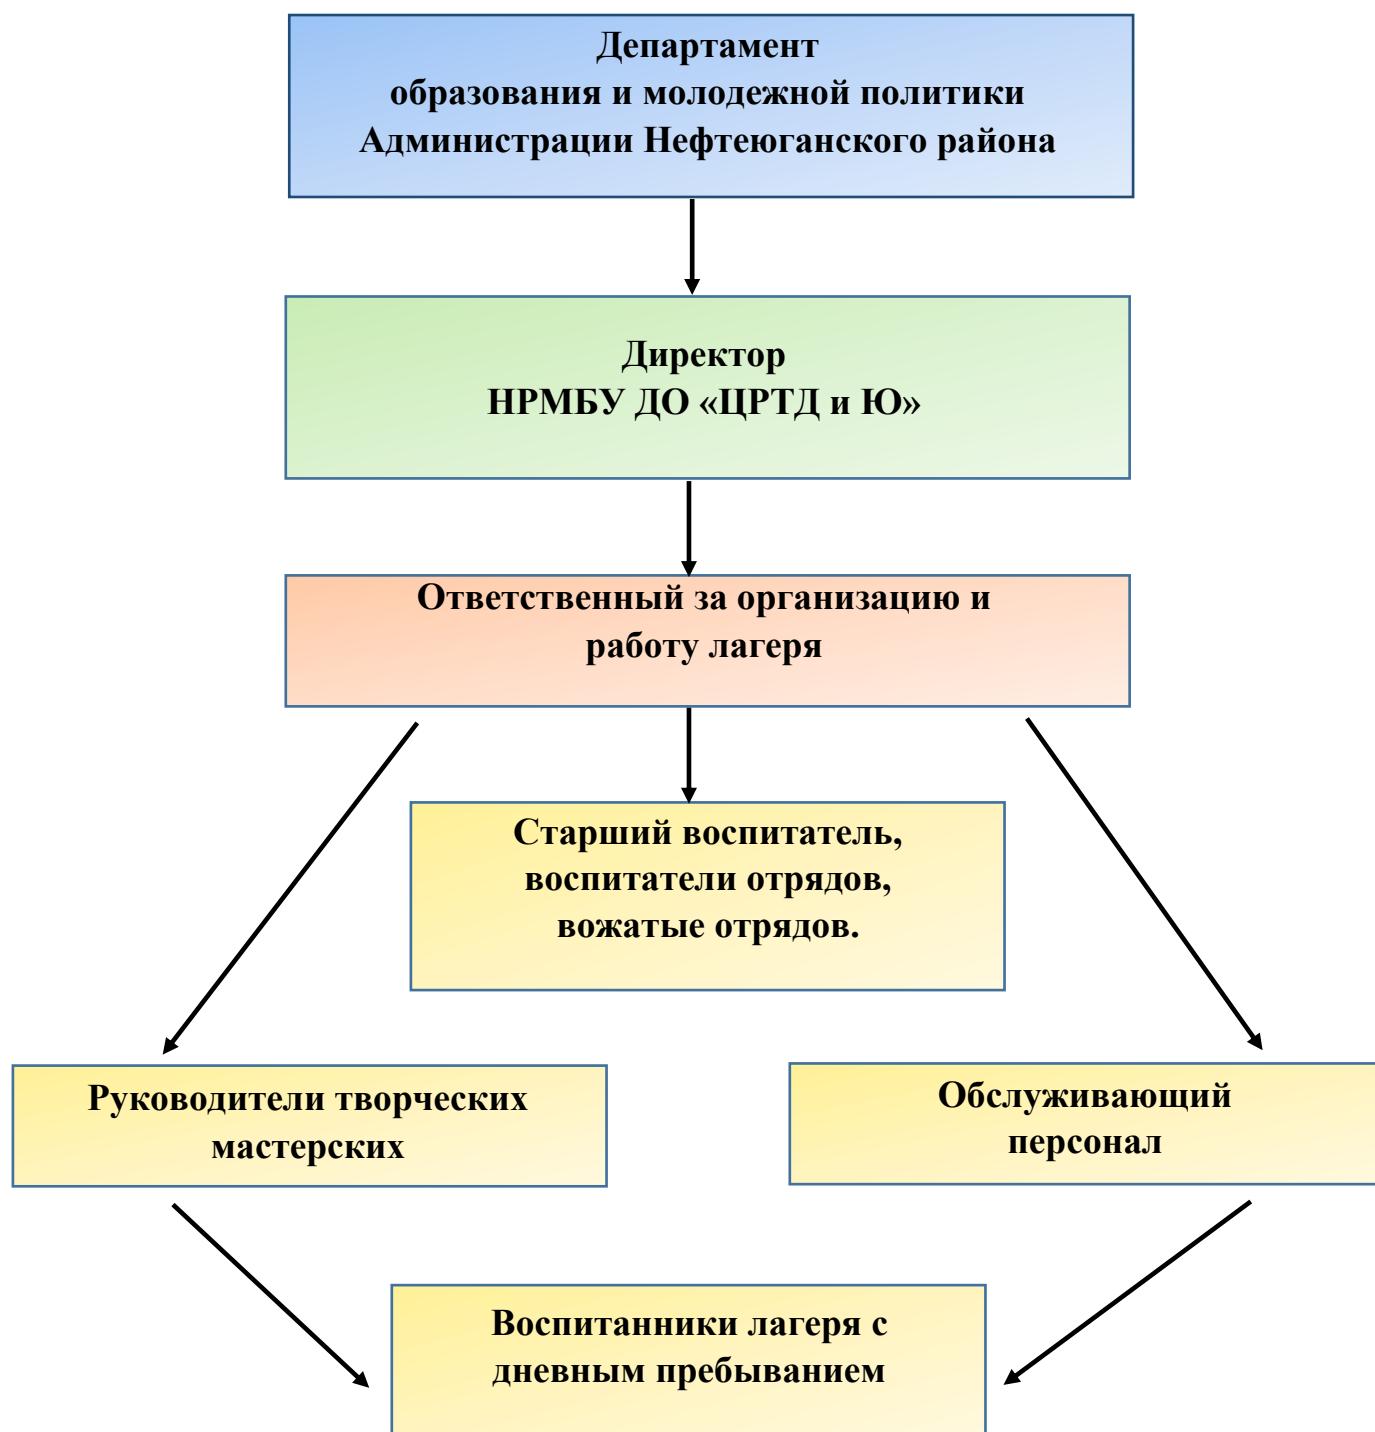 Департамент
образования и молодежной политики
Администрации Нефтеюганского района
Директор
НРМБУ ДО «ЦРТД и Ю»
Ответственный за организацию и
работу лагеря
Старший воспитатель,
воспитатели отрядов,
вожатые отрядов.
Руководители творческих
мастерских
Обслуживающий
персонал
Воспитанники лагеря с
дневным пребыванием